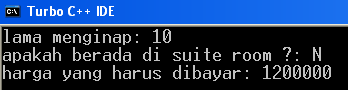 Turbo C++ IDE
lama menginap: 10
apakah berada di suite room ?: N
harga yang harus dibayar: 1200000